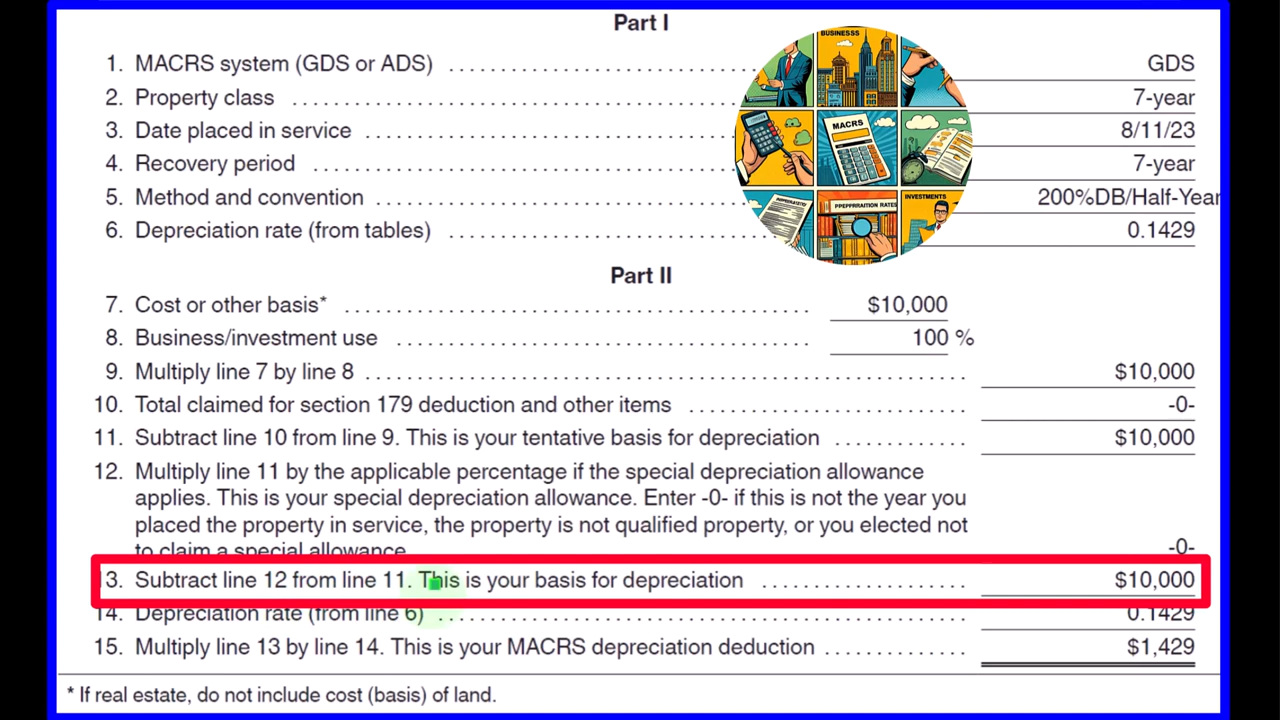 Part I
BUSINESSS
1. MACRS system (GDS or ADS) GDS
2. Property class 7-year
MACRS
3. Date placed in service 8/11/23
4. Recovery period 7-year
5. Method and convention 200%DB/Half-Year
INVESTMENTS
6. Depreciation rate (from tables) 0.1429
Part II
7. Cost or other basis* $10,000
8. Business/investment use 100 %
9. Multiply line 7 by line 8 $10,000
10. Total claimed for section 179 deduction and other items -0-
11. Subtract line 10 from line 9. This is your tentative basis for depreciation $10,000
12. Multiply line 11 by the applicable percentage if the special depreciation allowance
applies. This is your special depreciation allowance. Enter -0- if this is not the year you
placed the property in service, the property is not qualified property, or you elected not
to claim a special allowance -0-
13. Subtract line 12 from line 11. This is your basis for depreciation $10,000
14. Depreciation rate (from line 6) 0.1429
15. Multiply line 13 by line 14. This is your MACRS depreciation deduction $1,429
* If real estate, do not include cost (basis) of land.